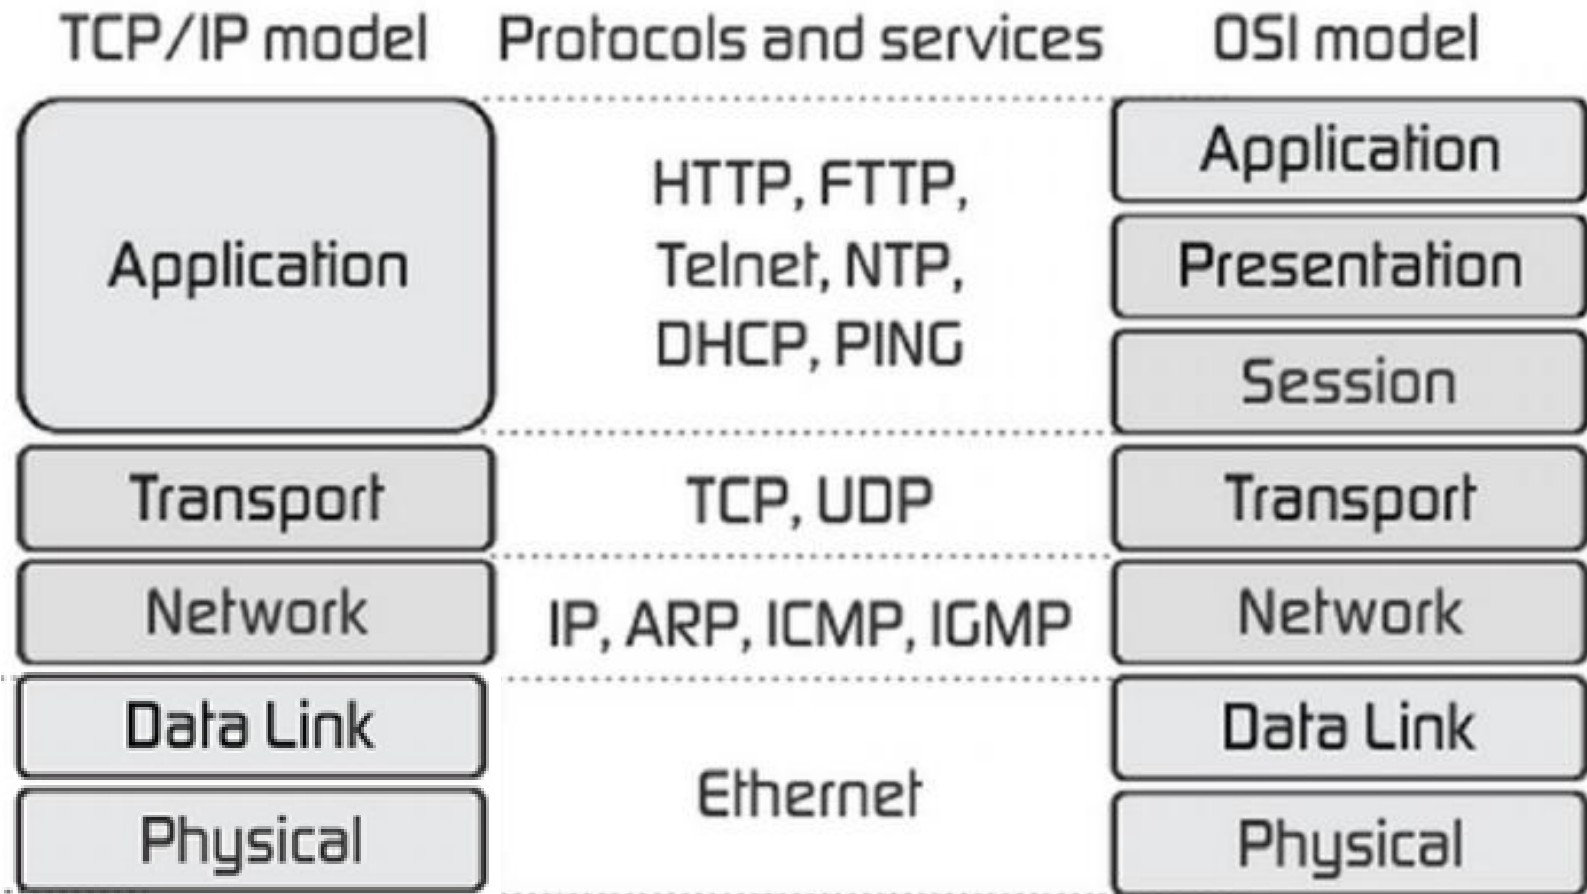 TCP/IP model
Protocols and services
OSI model
Application
HTTP, FTTP,
Telnet, NTP,
DHCP, PING
Application
Presentation
Session
Transport
TCP, UDP
Transport
Network
IP, ARP, ICMP, IGMP
Network
Data Link
Physical
Ethernet
Data Link
Physical